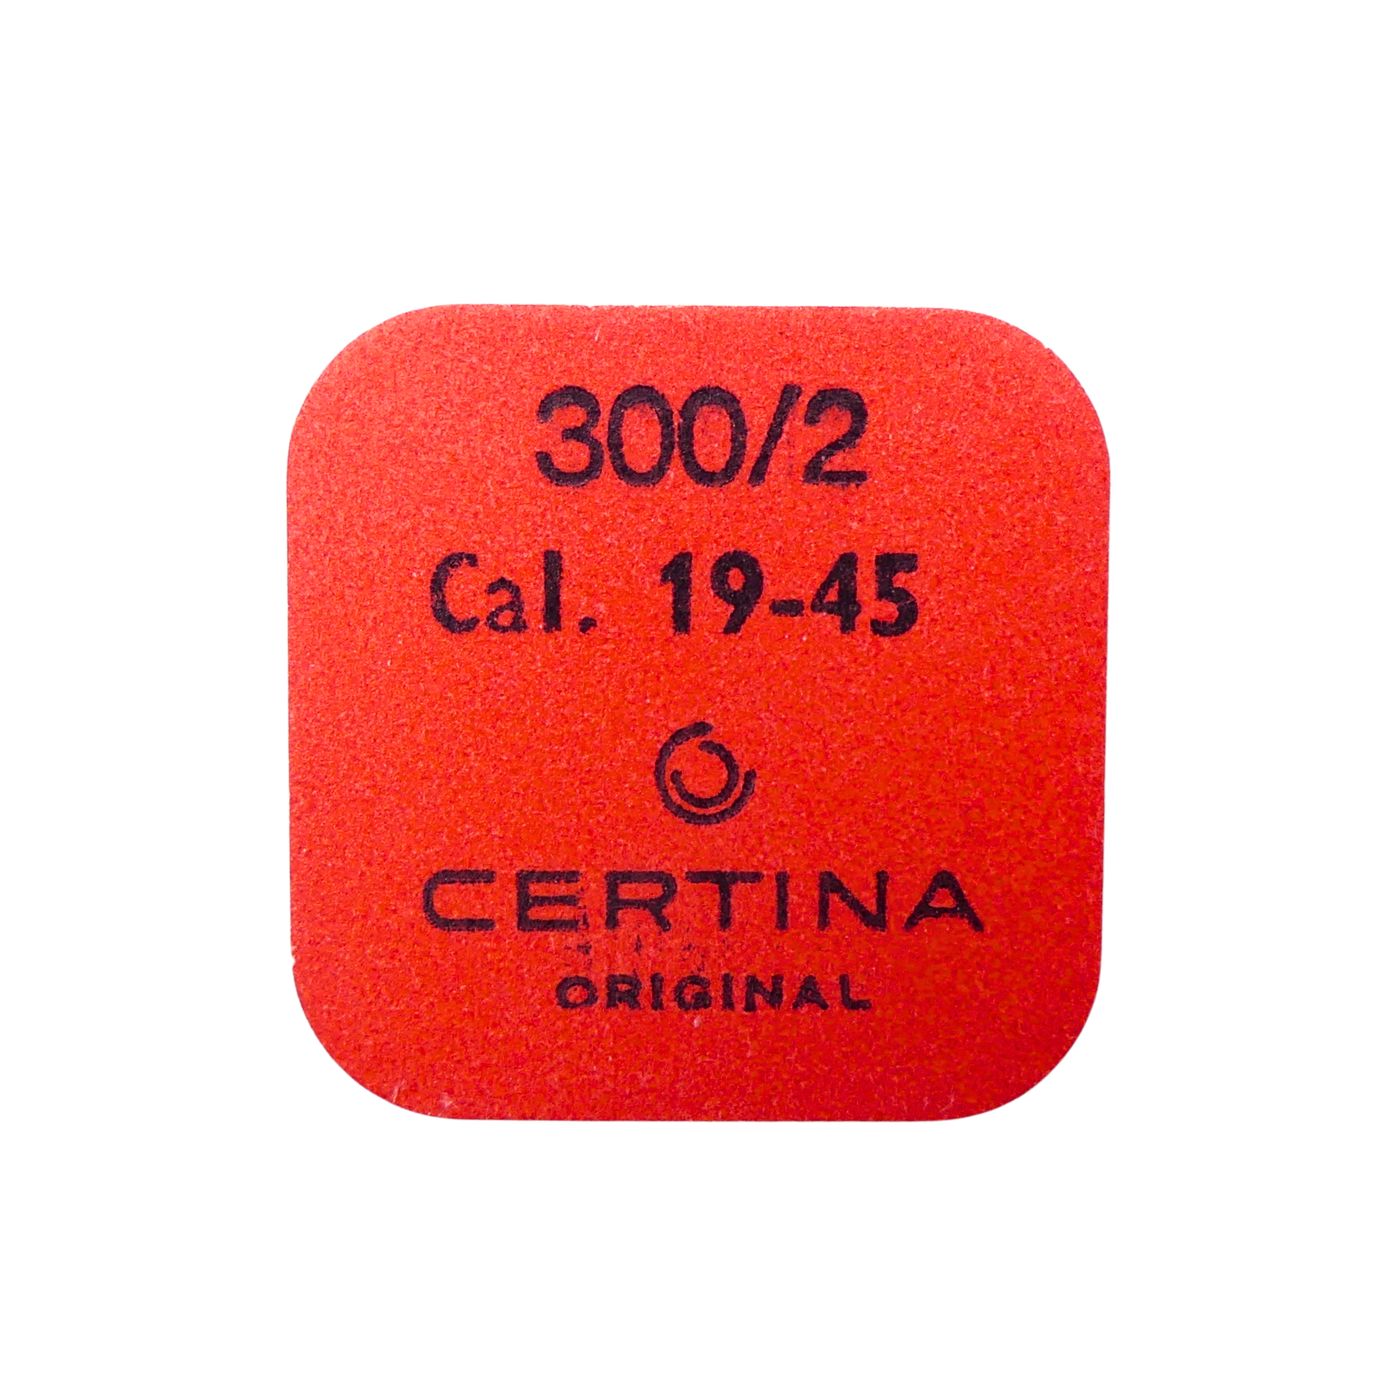 300/2
Cal. 19-45
CERTINA
ORIGINAL